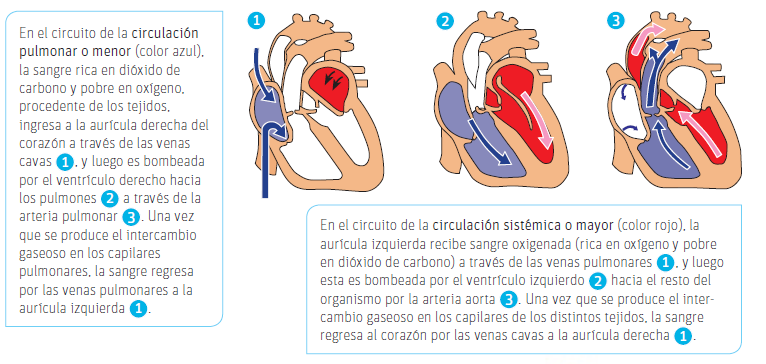 En el circuito de la circulación
pulmonar o menor (color azul),
la sangre rica en dióxido de
carbono y pobre en oxígeno,
procedente de los tejidos,
ingresa a la aurícula derecha del
corazón a través de las venas
cavas 1, y luego es bombeada
por el ventrículo derecho hacia
los pulmones 2 a través de la
arteria pulmonar 3. Una vez
que se produce el intercambio
gaseoso en los capilares
pulmonares, la sangre regresa
por las venas pulmonares a la
aurícula izquierda 1.
1
2
3
En el circuito de la circulación sistémica o mayor (color rojo), la
aurícula izquierda recibe sangre oxigenada (rica en oxígeno y pobre
en dióxido de carbono) a través de las venas pulmonares 1, y luego
esta es bombeada por el ventrículo izquierdo 2 hacia el resto del
organismo por la arteria aorta 3. Una vez que se produce el inter-
cambio gaseoso en los capilares de los distintos tejidos, la sangre
regresa al corazón por las venas cavas a la aurícula derecha 1.